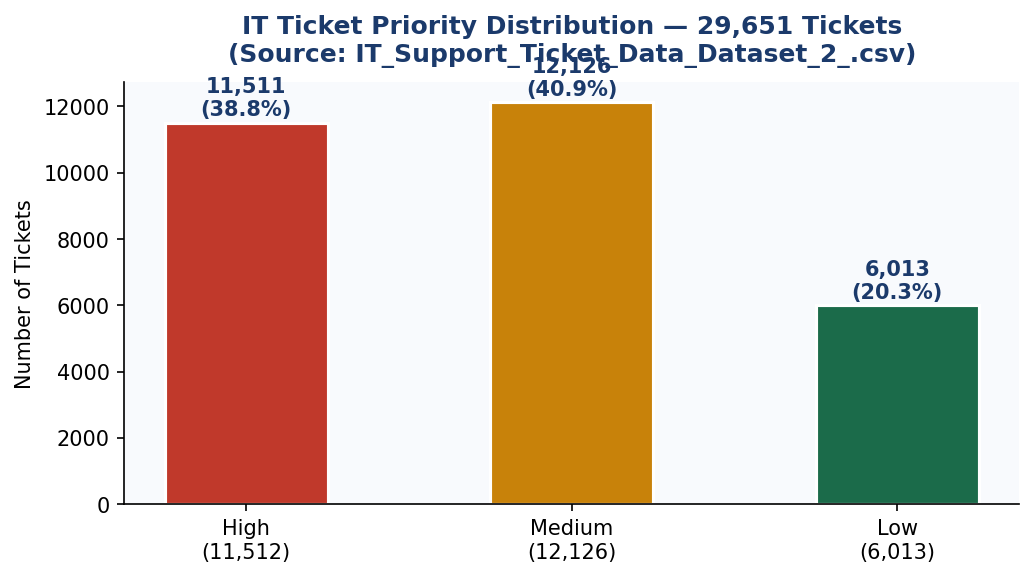 IT Ticket Priority Distribution — 29,651 Tickets
(Source: IT_Support_Ticket_Data_Dataset_2_.csv)
12,126
(40.9%)
11,511
(38.8%)
6,013
(20.3%)
Number of Tickets
12000
10000
8000
6000
4000
2000
0
High
(11,512)
Medium
(12,126)
Low
(6,013)